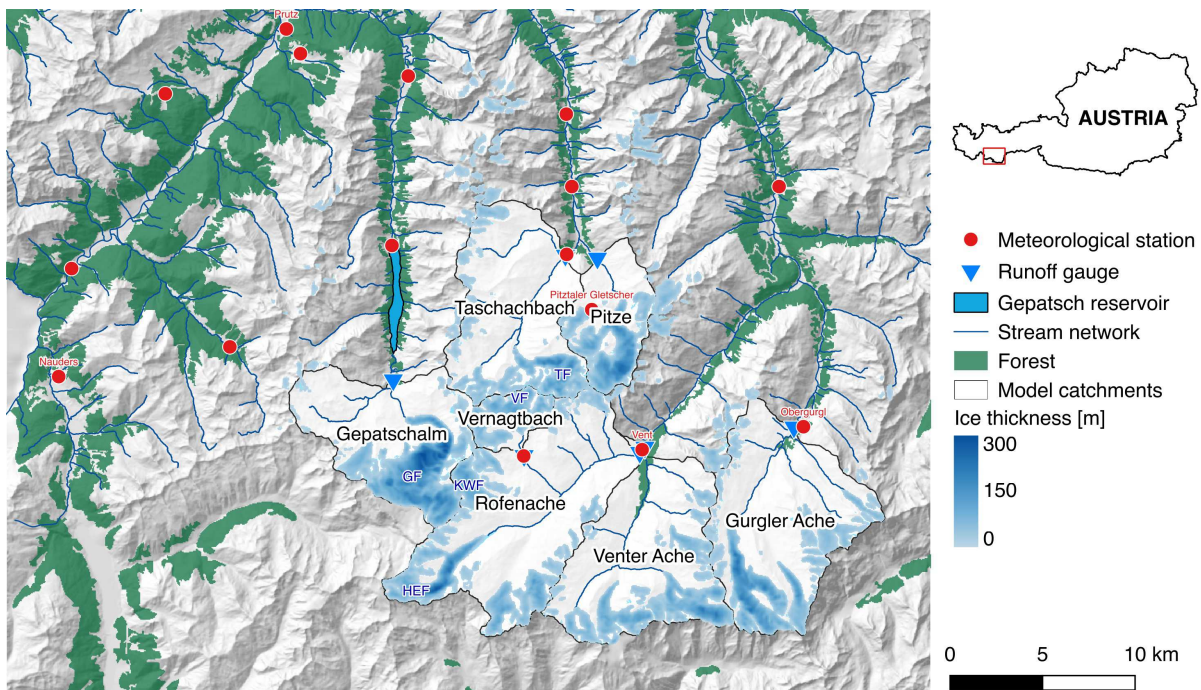 Prutz
Nauders
Pitztaler Gletscher
Taschachbach
Pitze
TF
VF
Vernagtbach
Gepatschalm
GF
KWF
Rofenache
HEF
Vent
Venter Ache
Obergurgl
Gurgler Ache
AUSTRIA
Meteorological station
Runoff gauge
Gepatsch reservoir
Stream network
Forest
Model catchments
Ice thickness [m]
300
150
0
0 5 10 km